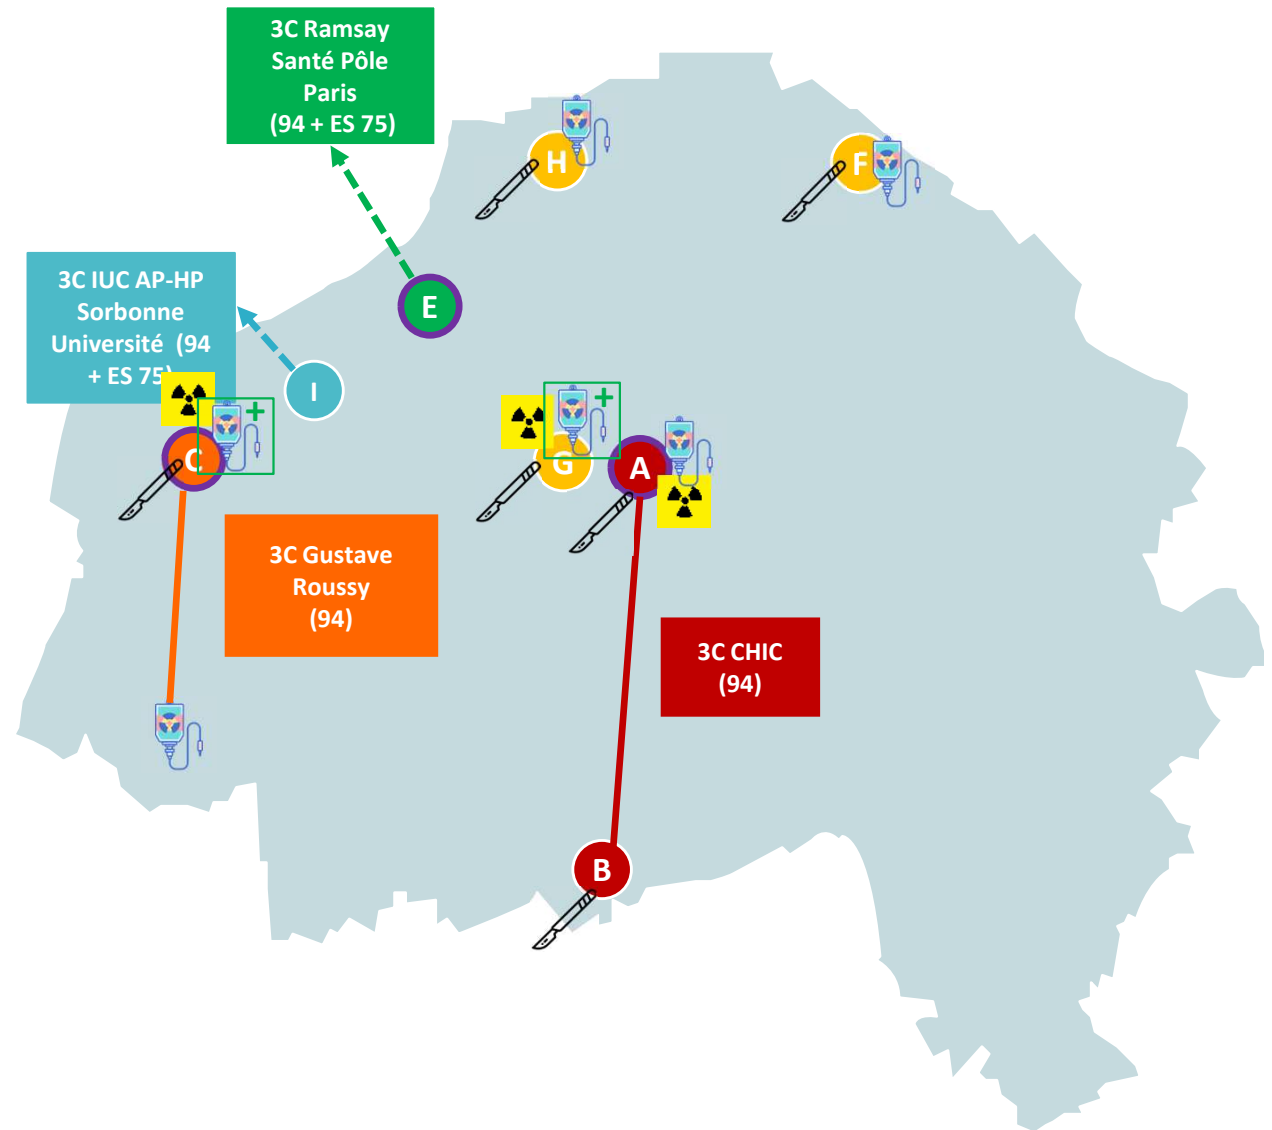 3C Ramsay
Santé Pôle
Paris
(94 + ES 75)
H
F
3C IUC AP-HP
Sorbonne
Université (94
+ ES 75)
E
I
+
+
C
G
A
3C Gustave
Roussy
(94)
3C CHIC
(94)
B